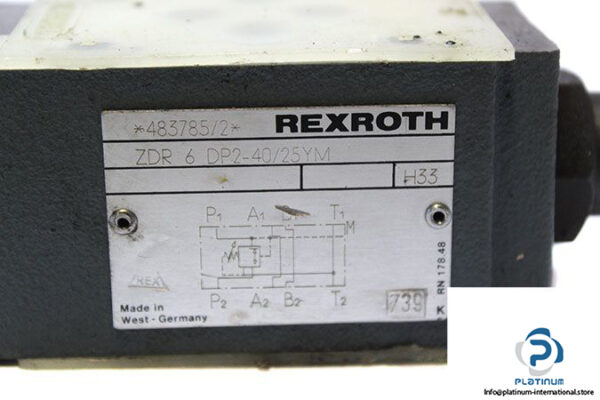 *483785/2* REXROTH
ZDR 6 DP2-40/25YM
H33
P1 A1 B1 T1
M
P2 A2 B2 T2
REX
Made in
West-Germany
739
K RN 178.48
PLATINUM
Info@platinum-international.store